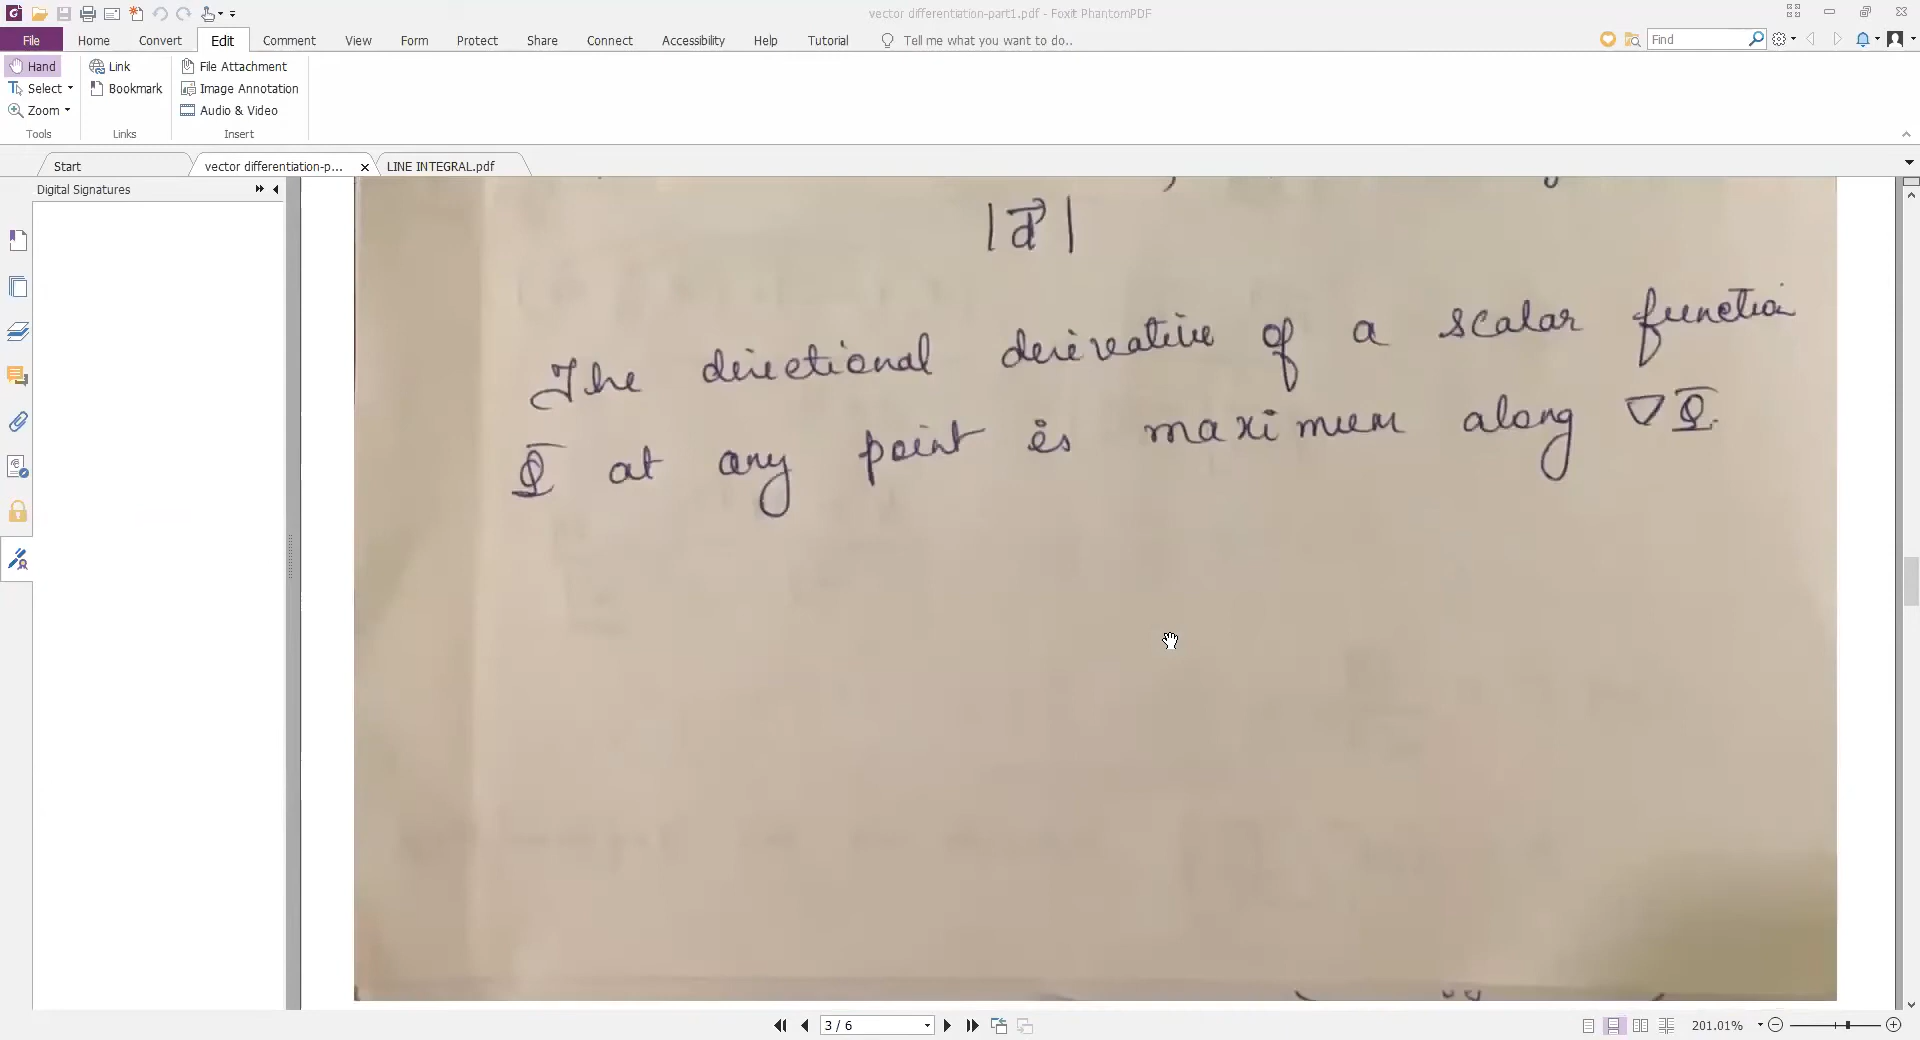 vector differentiation-part1.pdf - Foxit PhantomPDF
File Home Convert Edit Comment View Form Protect Share Connect Accessibility Help Tutorial Tell me what you want to do.. Find
Hand Link File Attachment
Select Bookmark Image Annotation
Zoom Audio & Video
Tools Links Insert
Start vector differentiation-p... LINE INTEGRAL.pdf
Digital Signatures
|d⃗|
The directional derivative of a scalar function
Φ at any point is maximum along ∇Φ.
3 / 6
201.01%